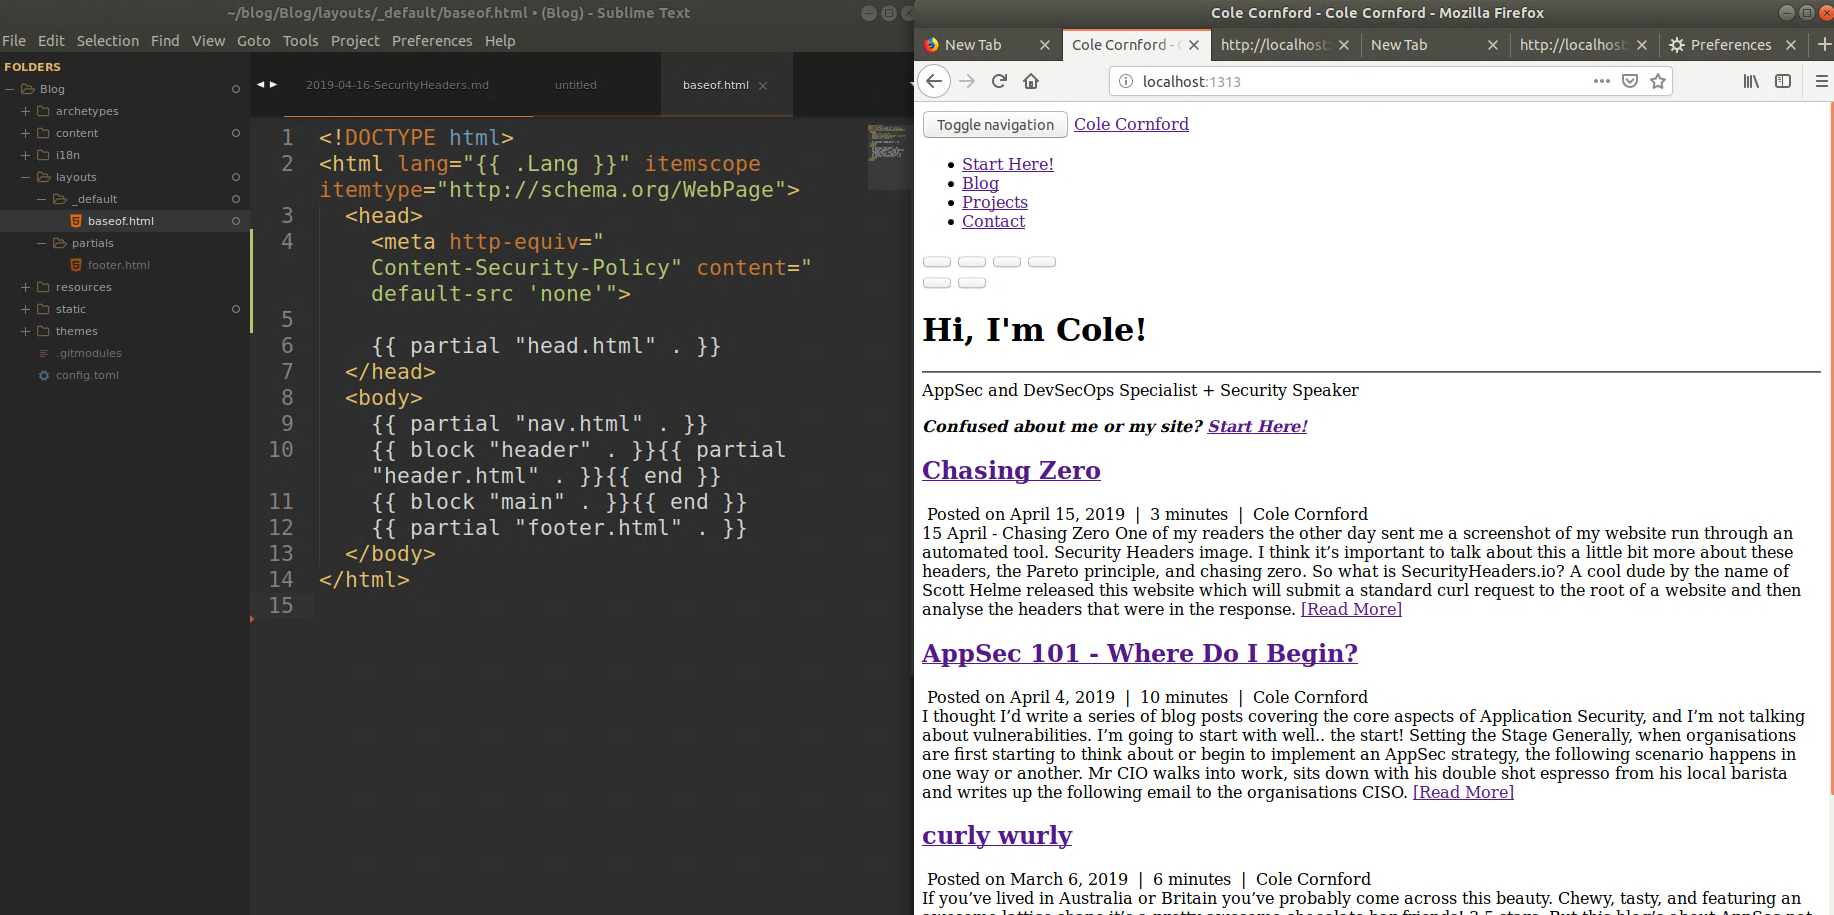 ~/blog/Blog/layouts/_default/baseof.html • (Blog) - Sublime Text
File Edit Selection Find View Goto Tools Project Preferences Help
FOLDERS
Blog
archetypes
content
i18n
layouts
_default
baseof.html
partials
footer.html
resources
static
themes
.gitmodules
config.toml
2019-04-16-SecurityHeaders.md untitled baseof.html
1 <!DOCTYPE html>
2 <html lang="{{ .Lang }}" itemscope
itemtype="http://schema.org/WebPage">
3 <head>
4 <meta http-equiv="
Content-Security-Policy" content="
default-src 'none'">
5
6 {{ partial "head.html" . }}
7 </head>
8 <body>
9 {{ partial "nav.html" . }}
10 {{ block "header" . }}{{ partial
"header.html" . }}{{ end }}
11 {{ block "main" . }}{{ end }}
12 {{ partial "footer.html" . }}
13 </body>
14 </html>
15
Cole Cornford - Cole Cornford - Mozilla Firefox
New Tab Cole Cornford - http://localhost: New Tab http://localhost: Preferences
localhost:1313
Toggle navigation Cole Cornford
Start Here!
Blog
Projects
Contact
Hi, I'm Cole!
AppSec and DevSecOps Specialist + Security Speaker
Confused about me or my site? Start Here!
Chasing Zero
Posted on April 15, 2019 | 3 minutes | Cole Cornford
15 April - Chasing Zero One of my readers the other day sent me a screenshot of my website run through an
automated tool. Security Headers image. I think it’s important to talk about this a little bit more about these
headers, the Pareto principle, and chasing zero. So what is SecurityHeaders.io? A cool dude by the name of
Scott Helme released this website which will submit a standard curl request to the root of a website and then
analyse the headers that were in the response. [Read More]
AppSec 101 - Where Do I Begin?
Posted on April 4, 2019 | 10 minutes | Cole Cornford
I thought I’d write a series of blog posts covering the core aspects of Application Security, and I’m not talking
about vulnerabilities. I’m going to start with well.. the start! Setting the Stage Generally, when organisations
are first starting to think about or begin to implement an AppSec strategy, the following scenario happens in
one way or another. Mr CIO walks into work, sits down with his double shot espresso from his local barista
and writes up the following email to the organisations CISO. [Read More]
curly wurly
Posted on March 6, 2019 | 6 minutes | Cole Cornford
If you’ve lived in Australia or Britain you’ve probably come across this beauty. Chewy, tasty, and featuring an